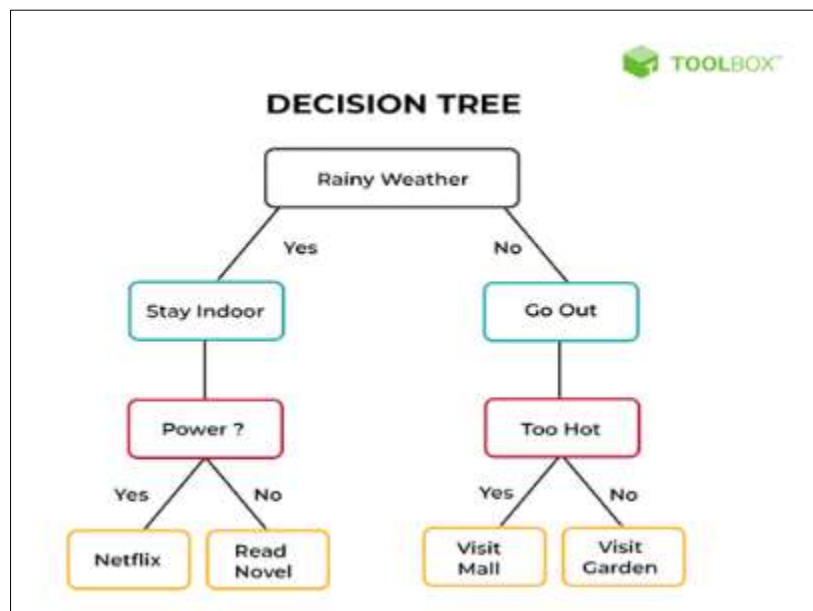 TOOLBOX™
DECISION TREE
Rainy Weather
Yes
No
Stay Indoor
Go Out
Power ?
Too Hot
Yes
No
Yes
No
Netflix
Read
Novel
Visit
Mall
Visit
Garden